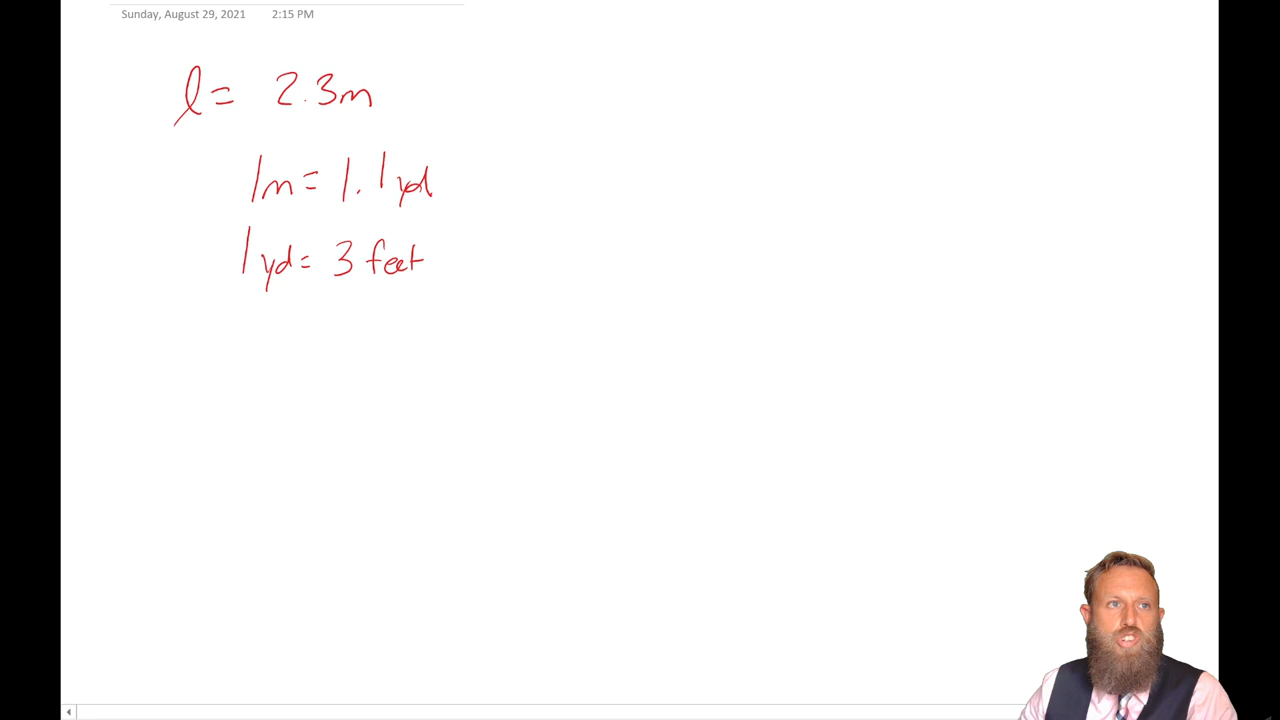 Sunday, August 29, 2021 2:15 PM
l = 2.3m
1m = 1.1yd
1yd = 3 feet